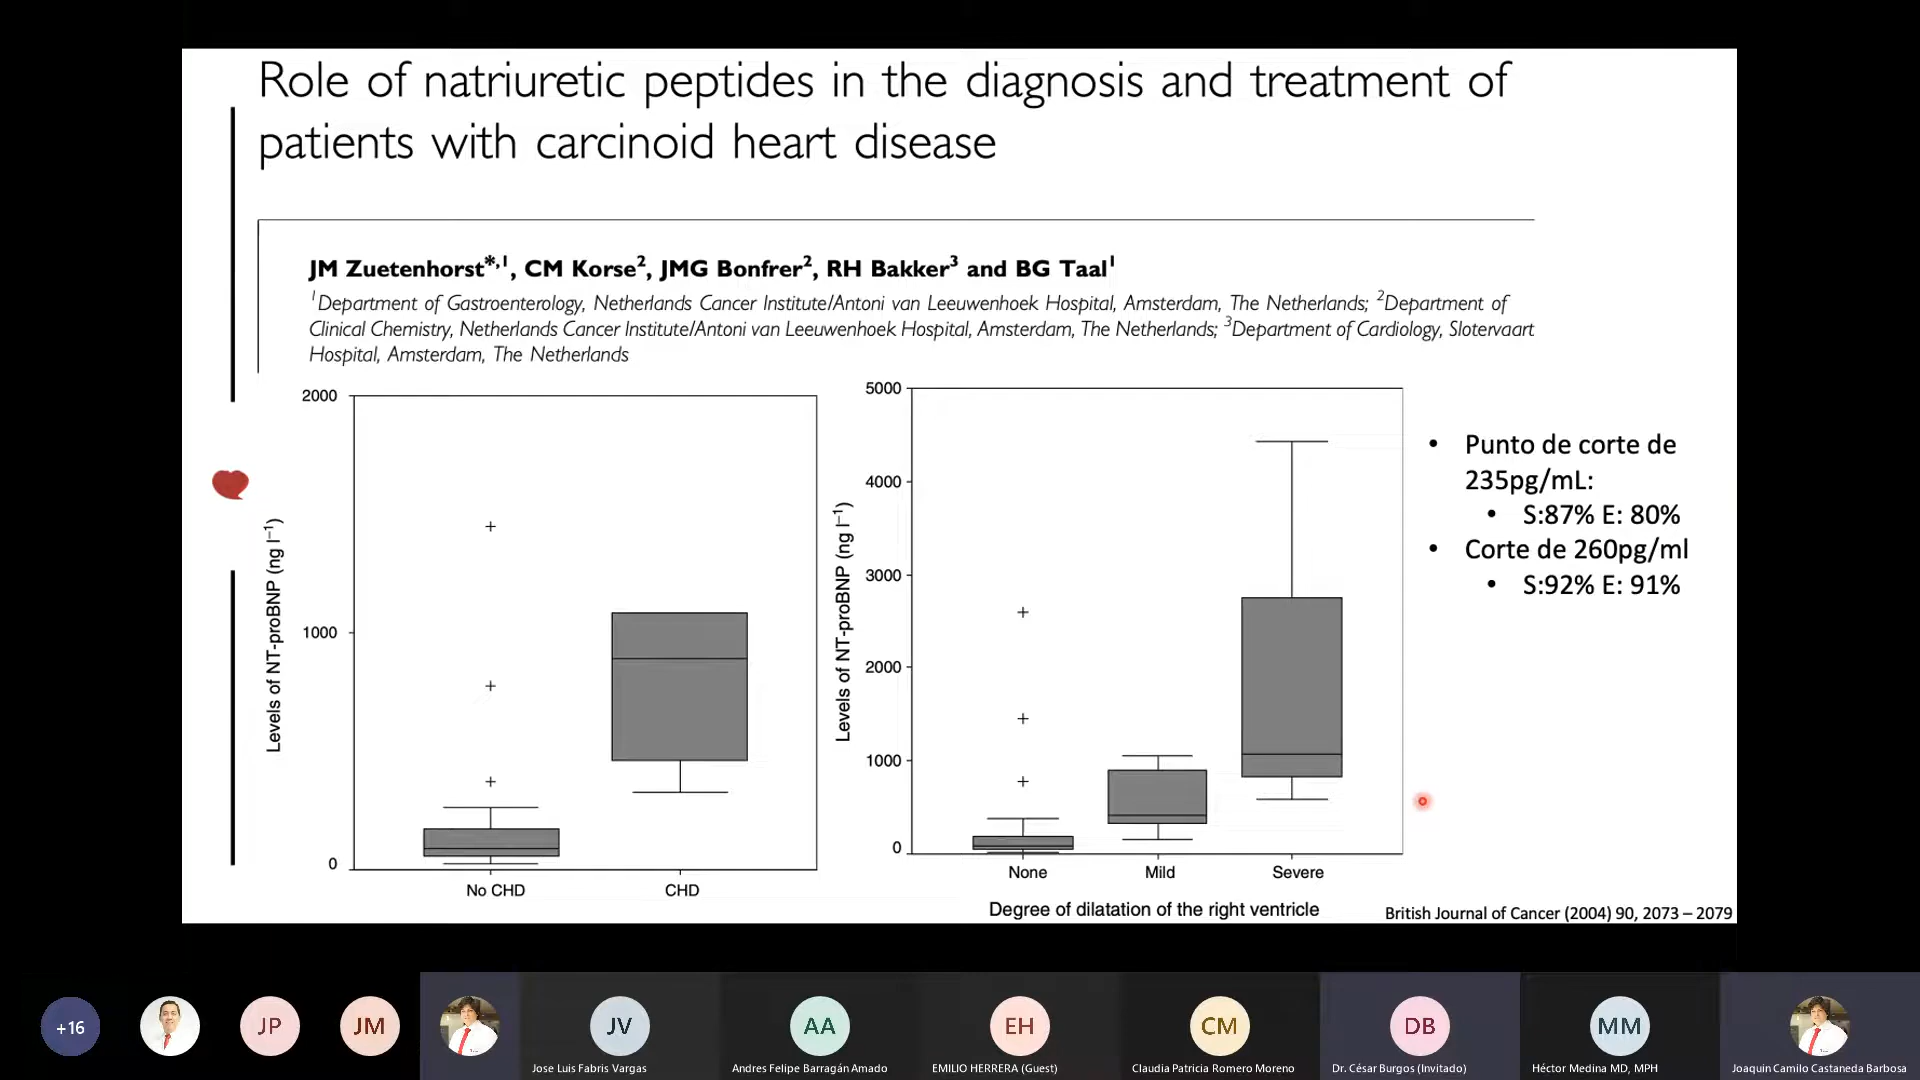 Role of natriuretic peptides in the diagnosis and treatment of
patients with carcinoid heart disease
JM Zuetenhorst*,1, CM Korse2, JMG Bonfrer2, RH Bakker3 and BG Taal1
1Department of Gastroenterology, Netherlands Cancer Institute/Antoni van Leeuwenhoek Hospital, Amsterdam, The Netherlands; 2Department of
Clinical Chemistry, Netherlands Cancer Institute/Antoni van Leeuwenhoek Hospital, Amsterdam, The Netherlands; 3Department of Cardiology, Slotervaart
Hospital, Amsterdam, The Netherlands
Levels of NT-proBNP (ng l−1)
2000
1000
0
No CHD
CHD
Levels of NT-proBNP (ng l−1)
5000
4000
3000
2000
1000
0
None
Mild
Severe
Degree of dilatation of the right ventricle
• Punto de corte de
235pg/mL:
• S:87% E: 80%
• Corte de 260pg/ml
• S:92% E: 91%
British Journal of Cancer (2004) 90, 2073 – 2079
+16
JP
JM
JV
Jose Luis Fabris Vargas
AA
Andres Felipe Barragán Amado
EH
EMILIO HERRERA (Guest)
CM
Claudia Patricia Romero Moreno
DB
Dr. César Burgos (Invitado)
MM
Héctor Medina MD, MPH
Joaquin Camilo Castaneda Barbosa